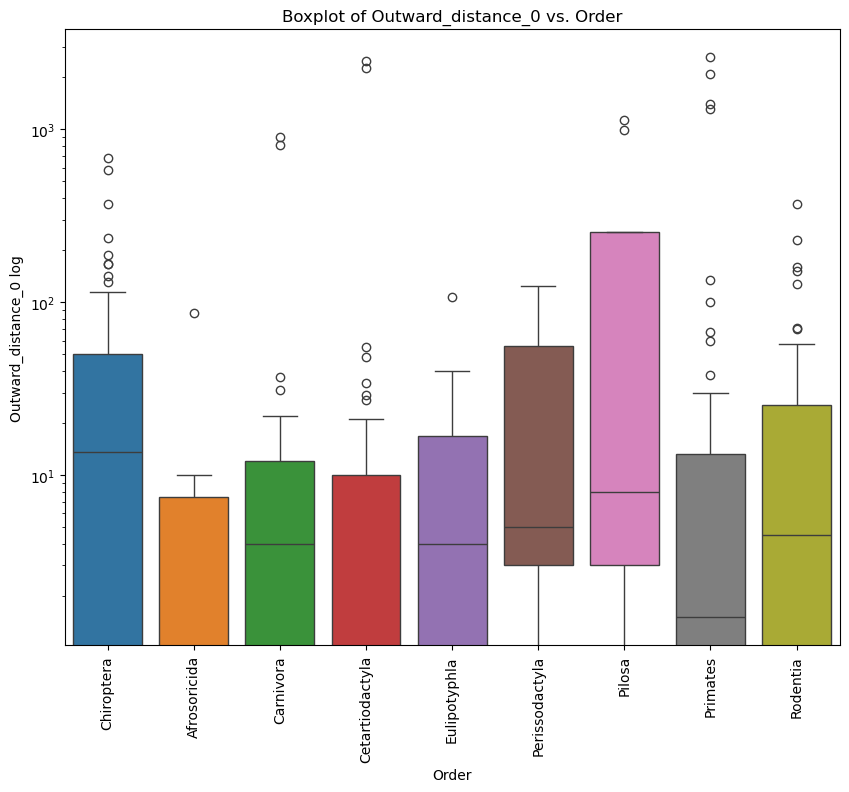 Boxplot of Outward_distance_0 vs. Order
Outward_distance_0 log
10³
10²
10¹
Chiroptera
Afrosoricida
Carnivora
Cetartiodactyla
Eulipotyphla
Perissodactyla
Pilosa
Primates
Rodentia
Order